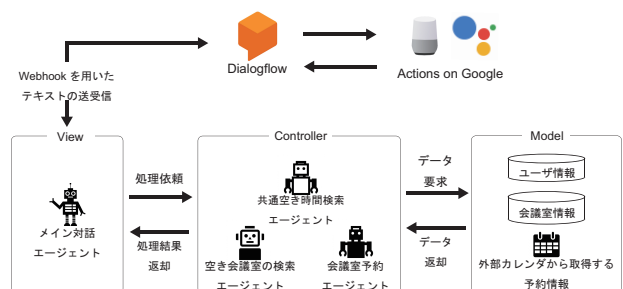 Webhook を用いた
テキストの送受信
Dialogflow
Actions on Google
View
メイン対話
エージェント
処理依頼
処理結果
返却
Controller
共通空き時間検索
エージェント
空き会議室の検索
エージェント
会議室予約
エージェント
データ
要求
データ
返却
Model
ユーザ情報
会議室情報
外部カレンダから取得する
予約情報